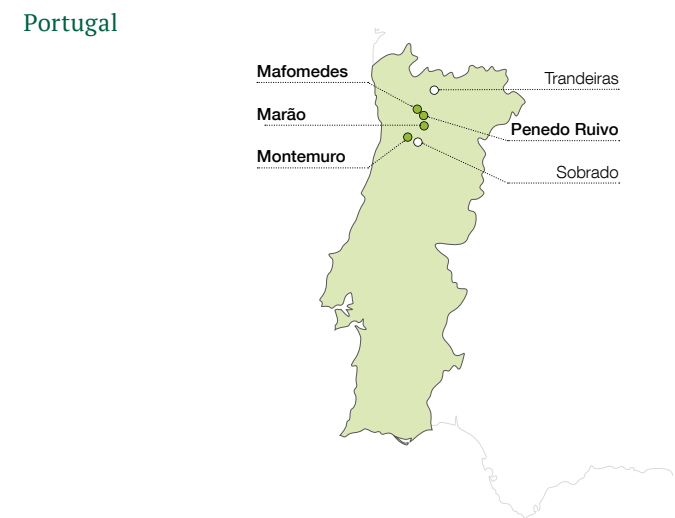 Portugal
Mafomedes
Trandeiras
Marão
Penedo Ruivo
Montemuro
Sobrado